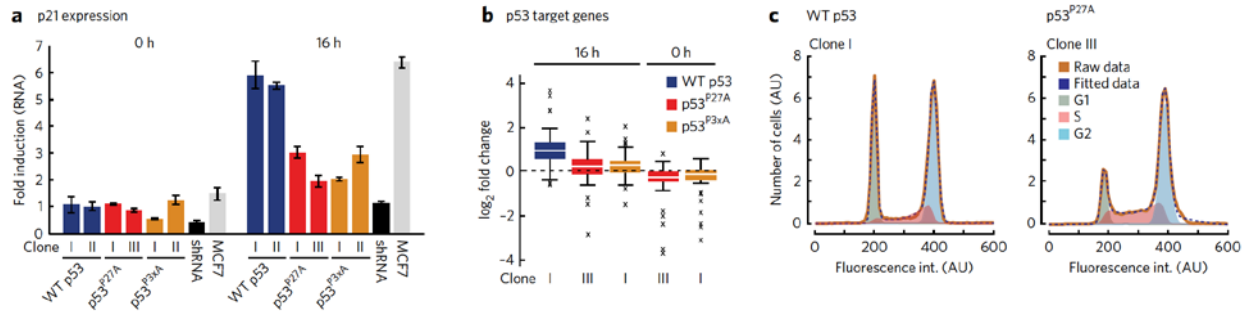 a p21 expression
0 h 16 h
Fold induction (RNA)
7
6
5
4
3
2
1
0
Clone I II I III I II shRNA MCF7 I II I III I II shRNA MCF7
WT p53 p53P27A p53P3xA WT p53 p53P27A p53P3xA
b p53 target genes
16 h 0 h
WT p53
p53P27A
p53P3xA
log2 fold change
4
2
0
−2
−4
Clone I III I III I
c WT p53
Clone I
Number of cells (AU)
8
6
4
2
0
0 200 400 600
Fluorescence int. (AU)
p53P27A
Clone III
Raw data
Fitted data
G1
S
G2
8
6
4
2
0
0 200 400 600
Fluorescence int. (AU)